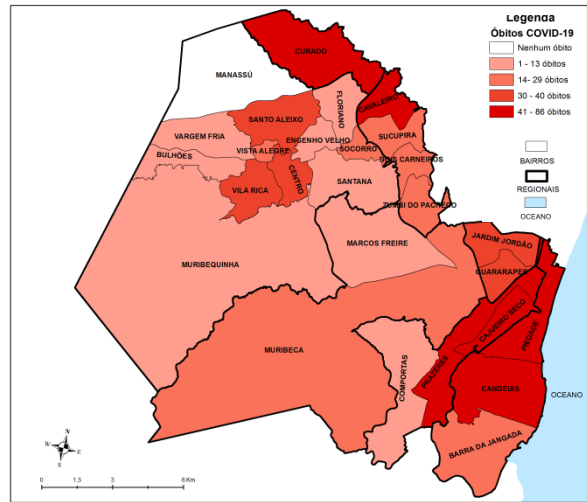 Legenda
Óbitos COVID-19
Nenhum óbito
1 - 13 óbitos
14- 29 óbitos
30 - 40 óbitos
41 - 86 óbitos
BAIRROS
REGIONAIS
OCEANO
CURADO
MANASSÚ
FLORIANO
CAVALEIRO
SANTO ALEIXO
VARGEM FRIA
ENGENHO VELHO
SUCUPIRA
BULHÕES
VISTA ALEGRE
SOCORRO
DOIS CARNEIROS
VILA RICA
CENTRO
SANTANA
ZUMBI DO PACHECO
JARDIM JORDÃO
MARCOS FREIRE
MURIBEQUINHA
GUARARAPES
CAJUEIRO SECO
PIEDADE
MURIBECA
COMPORTAS
PRAZERES
CANDEIAS
OCEANO
BARRA DA JANGADA
N
W
E
S
0 1.5 3 6 Km